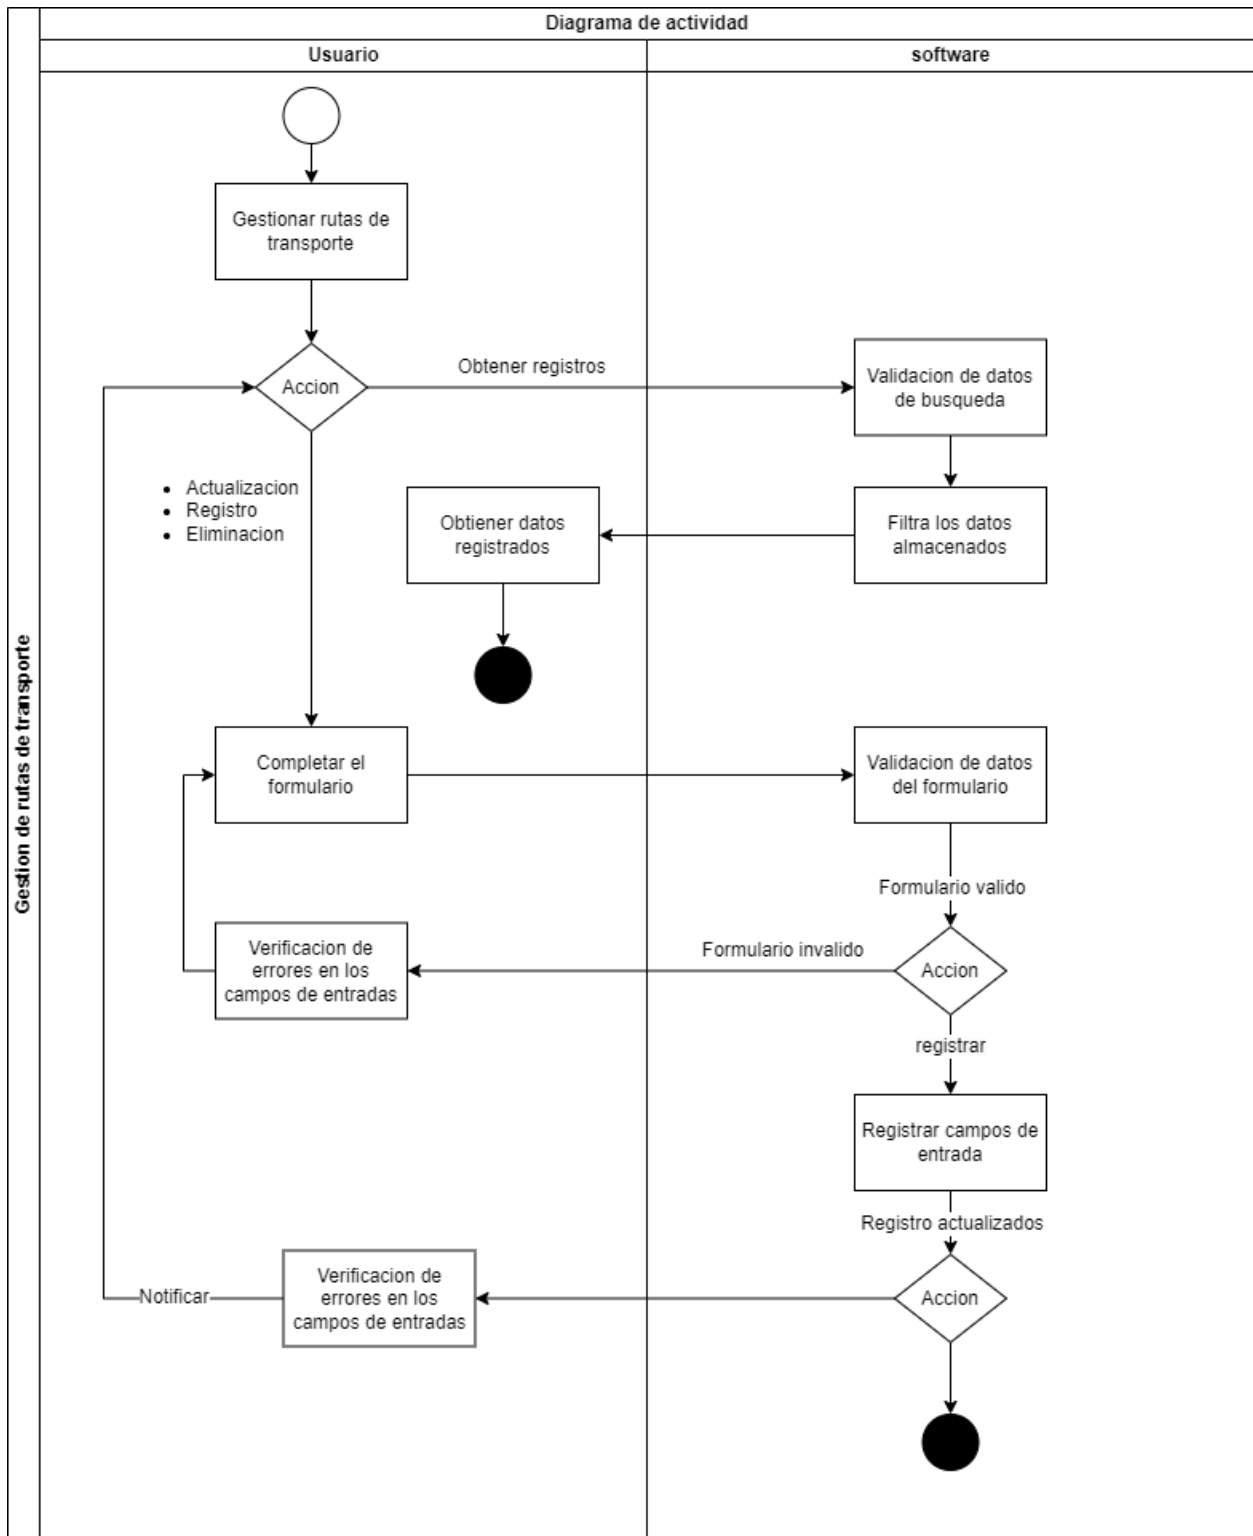 Diagrama de actividad
Usuario
software
Gestion de rutas de transporte
Gestionar rutas de
transporte
Accion
Obtener registros
Validacion de datos
de busqueda
Actualizacion
Registro
Eliminacion
Obtiener datos
registrados
Filtra los datos
almacenados
Completar el
formulario
Validacion de datos
del formulario
Formulario valido
Verificacion de
errores en los
campos de entradas
Formulario invalido
Accion
registrar
Registrar campos de
entrada
Registro actualizados
Notificar
Verificacion de
errores en los
campos de entradas
Accion